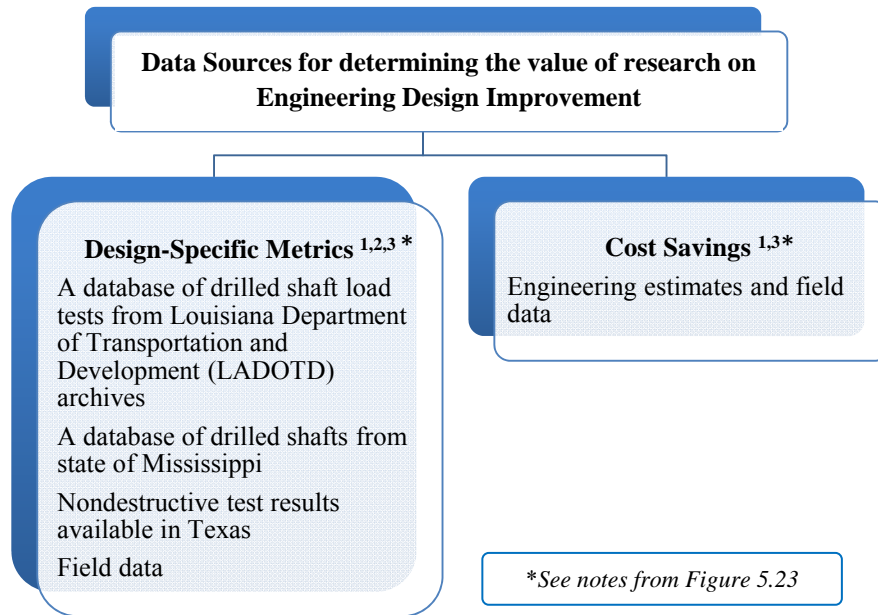 Data Sources for determining the value of research on
Engineering Design Improvement
Design-Specific Metrics 1,2,3 *
A database of drilled shaft load
tests from Louisiana Department
of Transportation and
Development (LADOTD)
archives
A database of drilled shafts from
state of Mississippi
Nondestructive test results
available in Texas
Field data
Cost Savings 1,3*
Engineering estimates and field
data
*See notes from Figure 5.23